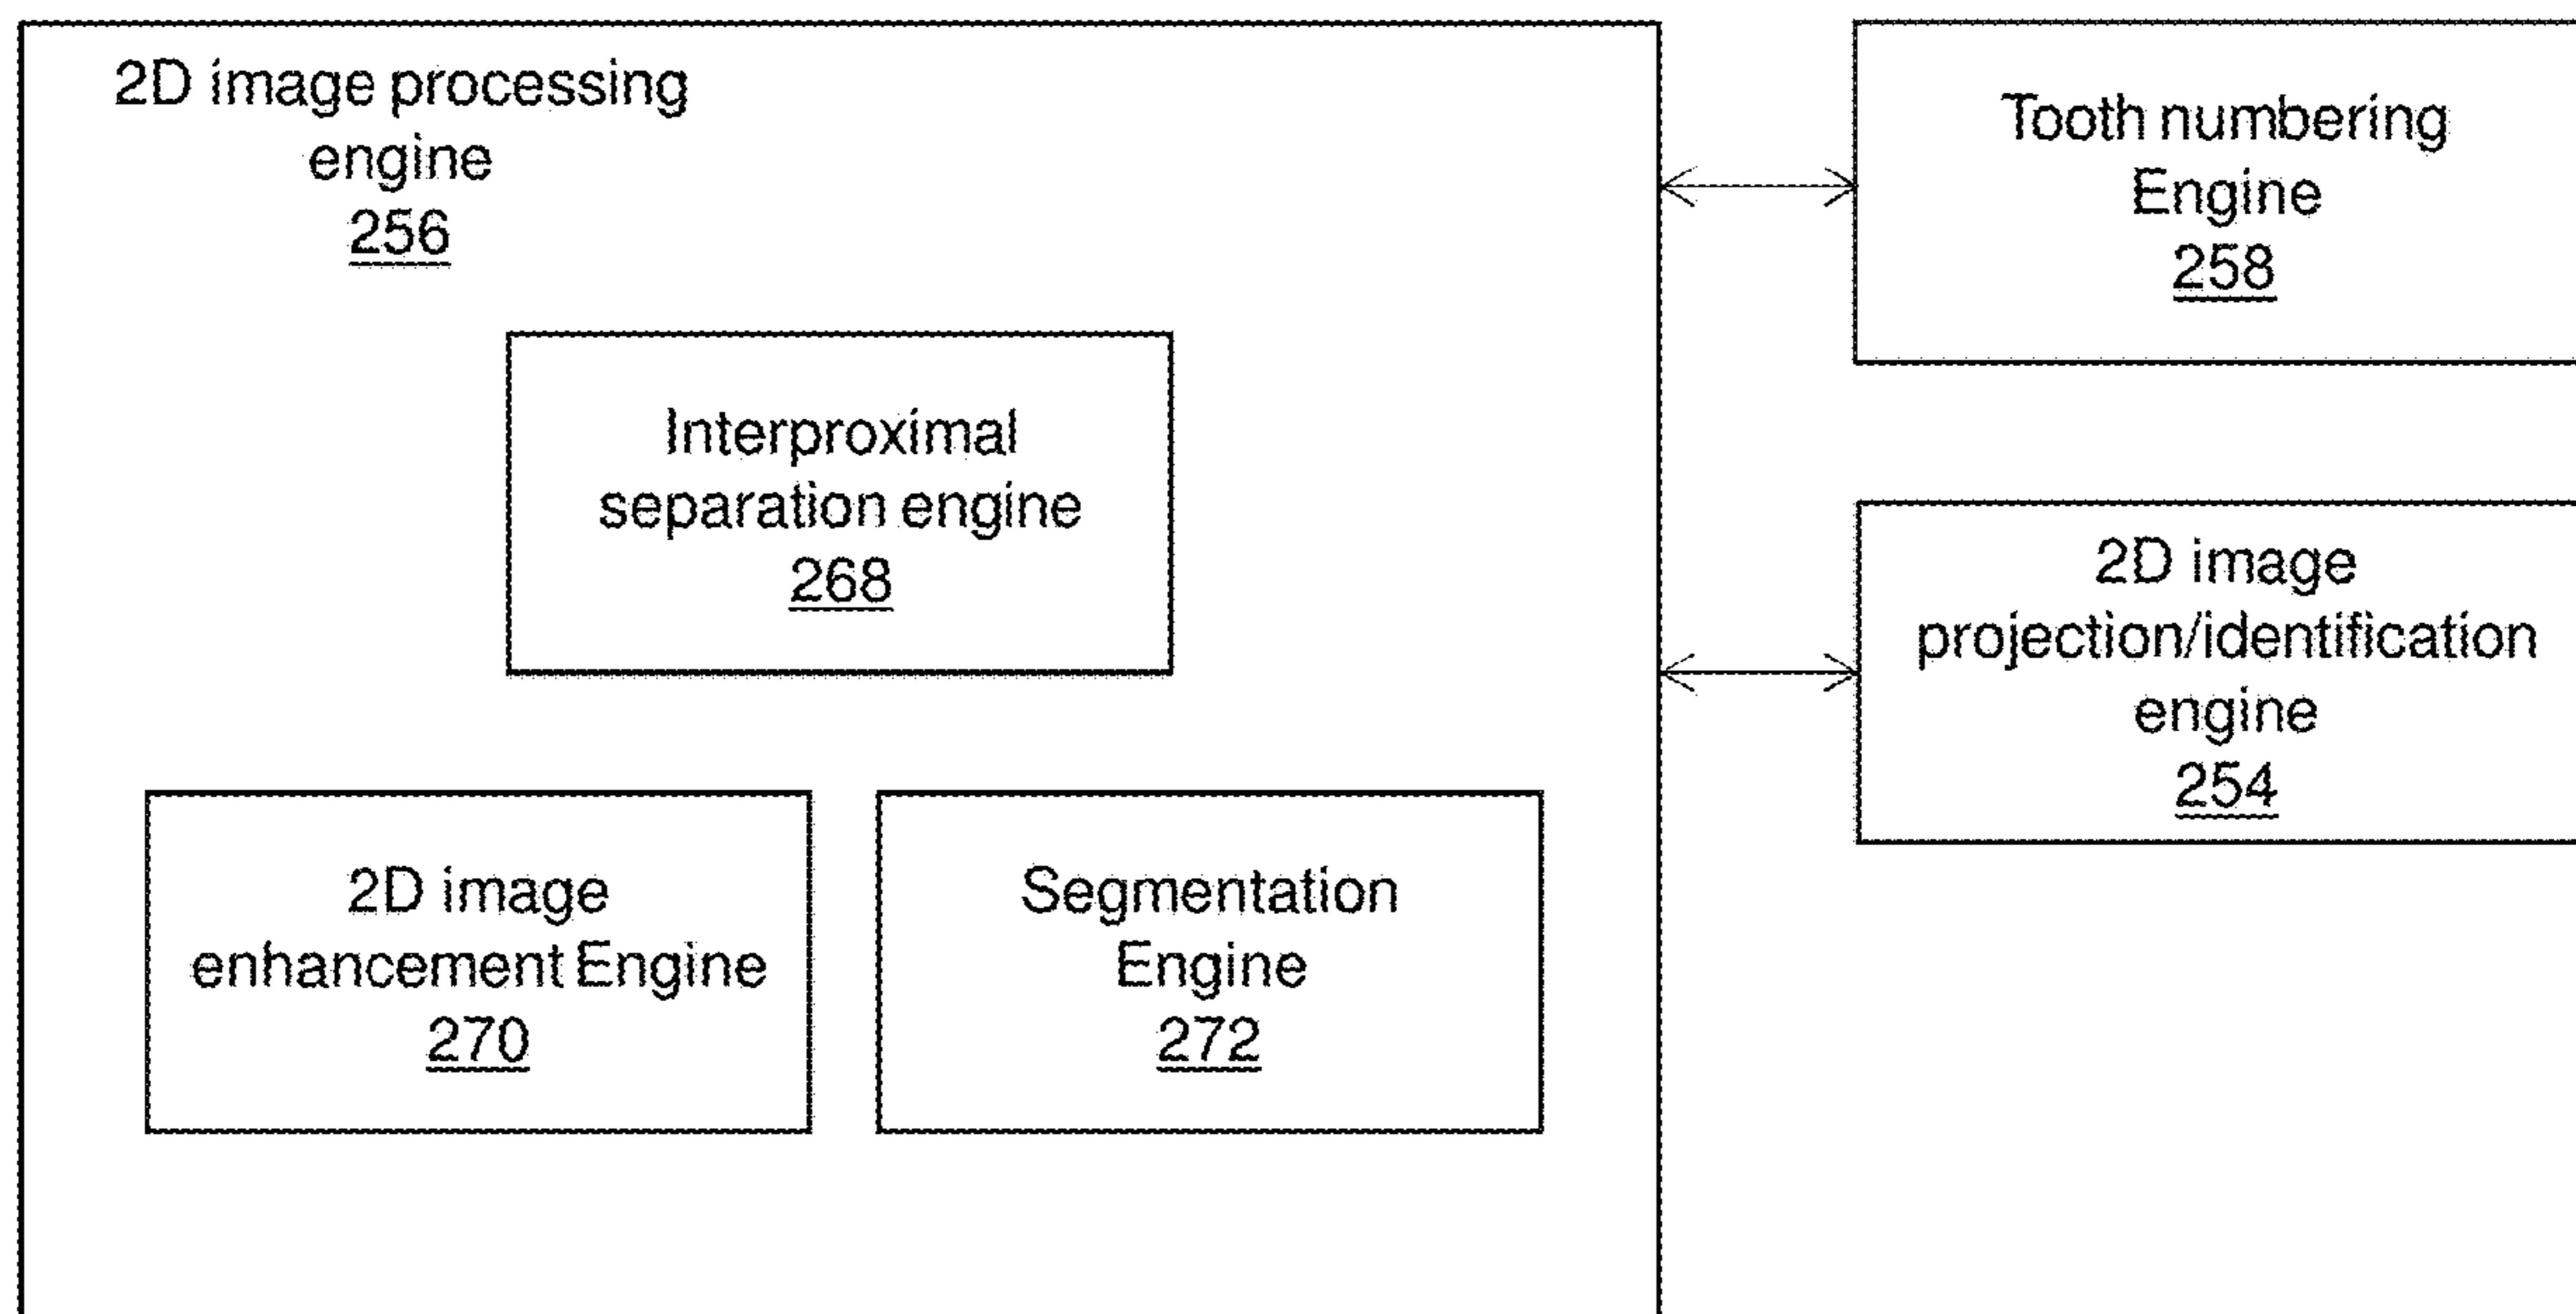 2D image processing
engine
256
Interproximal
separation engine
268
2D image
enhancement Engine
270
Segmentation
Engine
272
Tooth numbering
Engine
258
2D image
projection/identification
engine
254